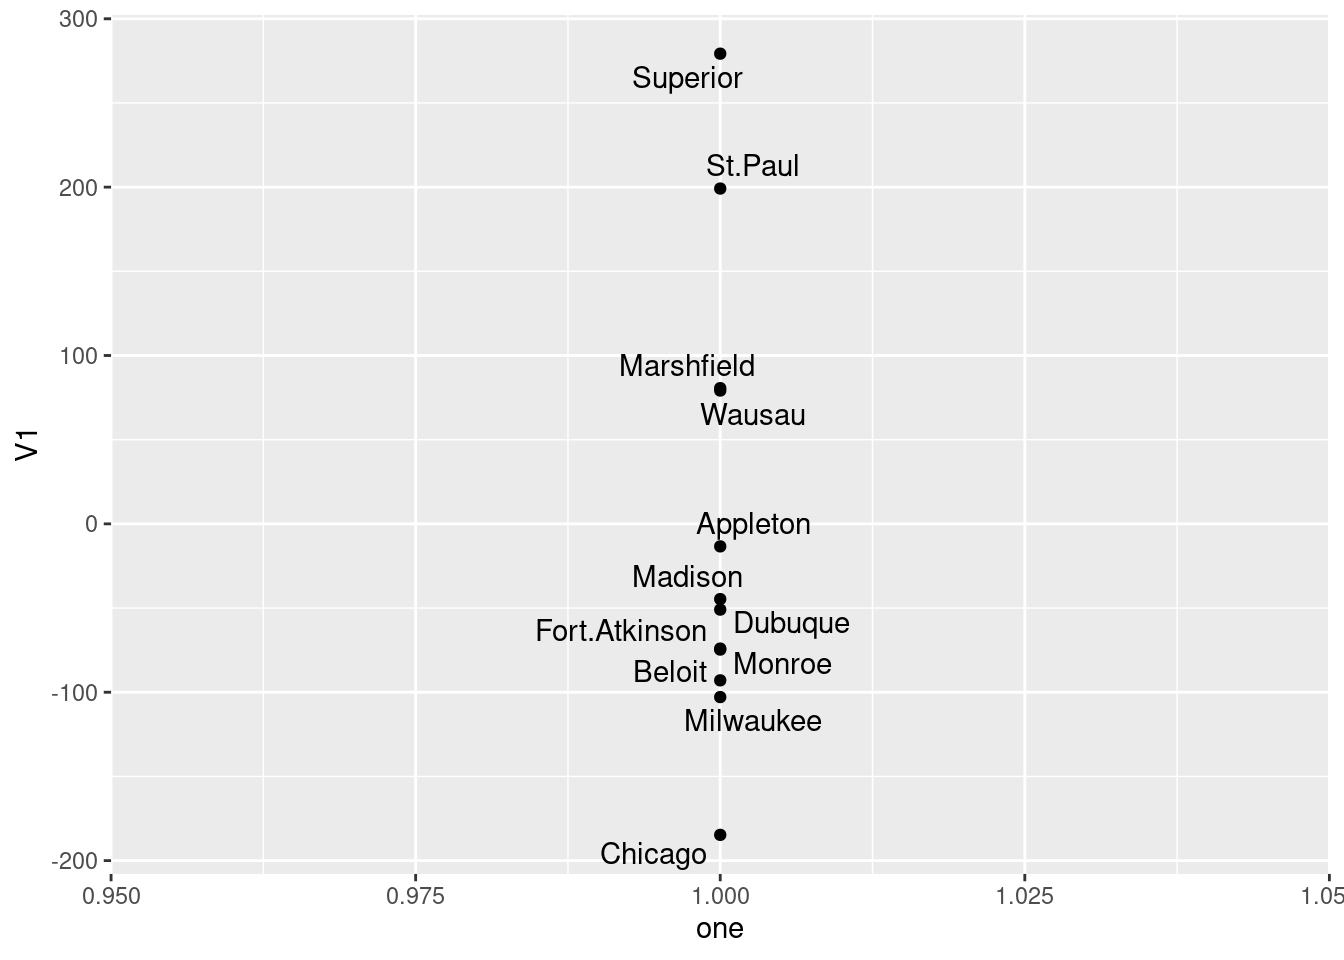 300
Superior
St.Paul
200
100
Marshfield
Wausau
V1
0
Appleton
Madison
Dubuque
Fort.Atkinson
Monroe
Beloit
-100
Milwaukee
Chicago
-200
0.950 0.975 1.000 1.025 1.05
one